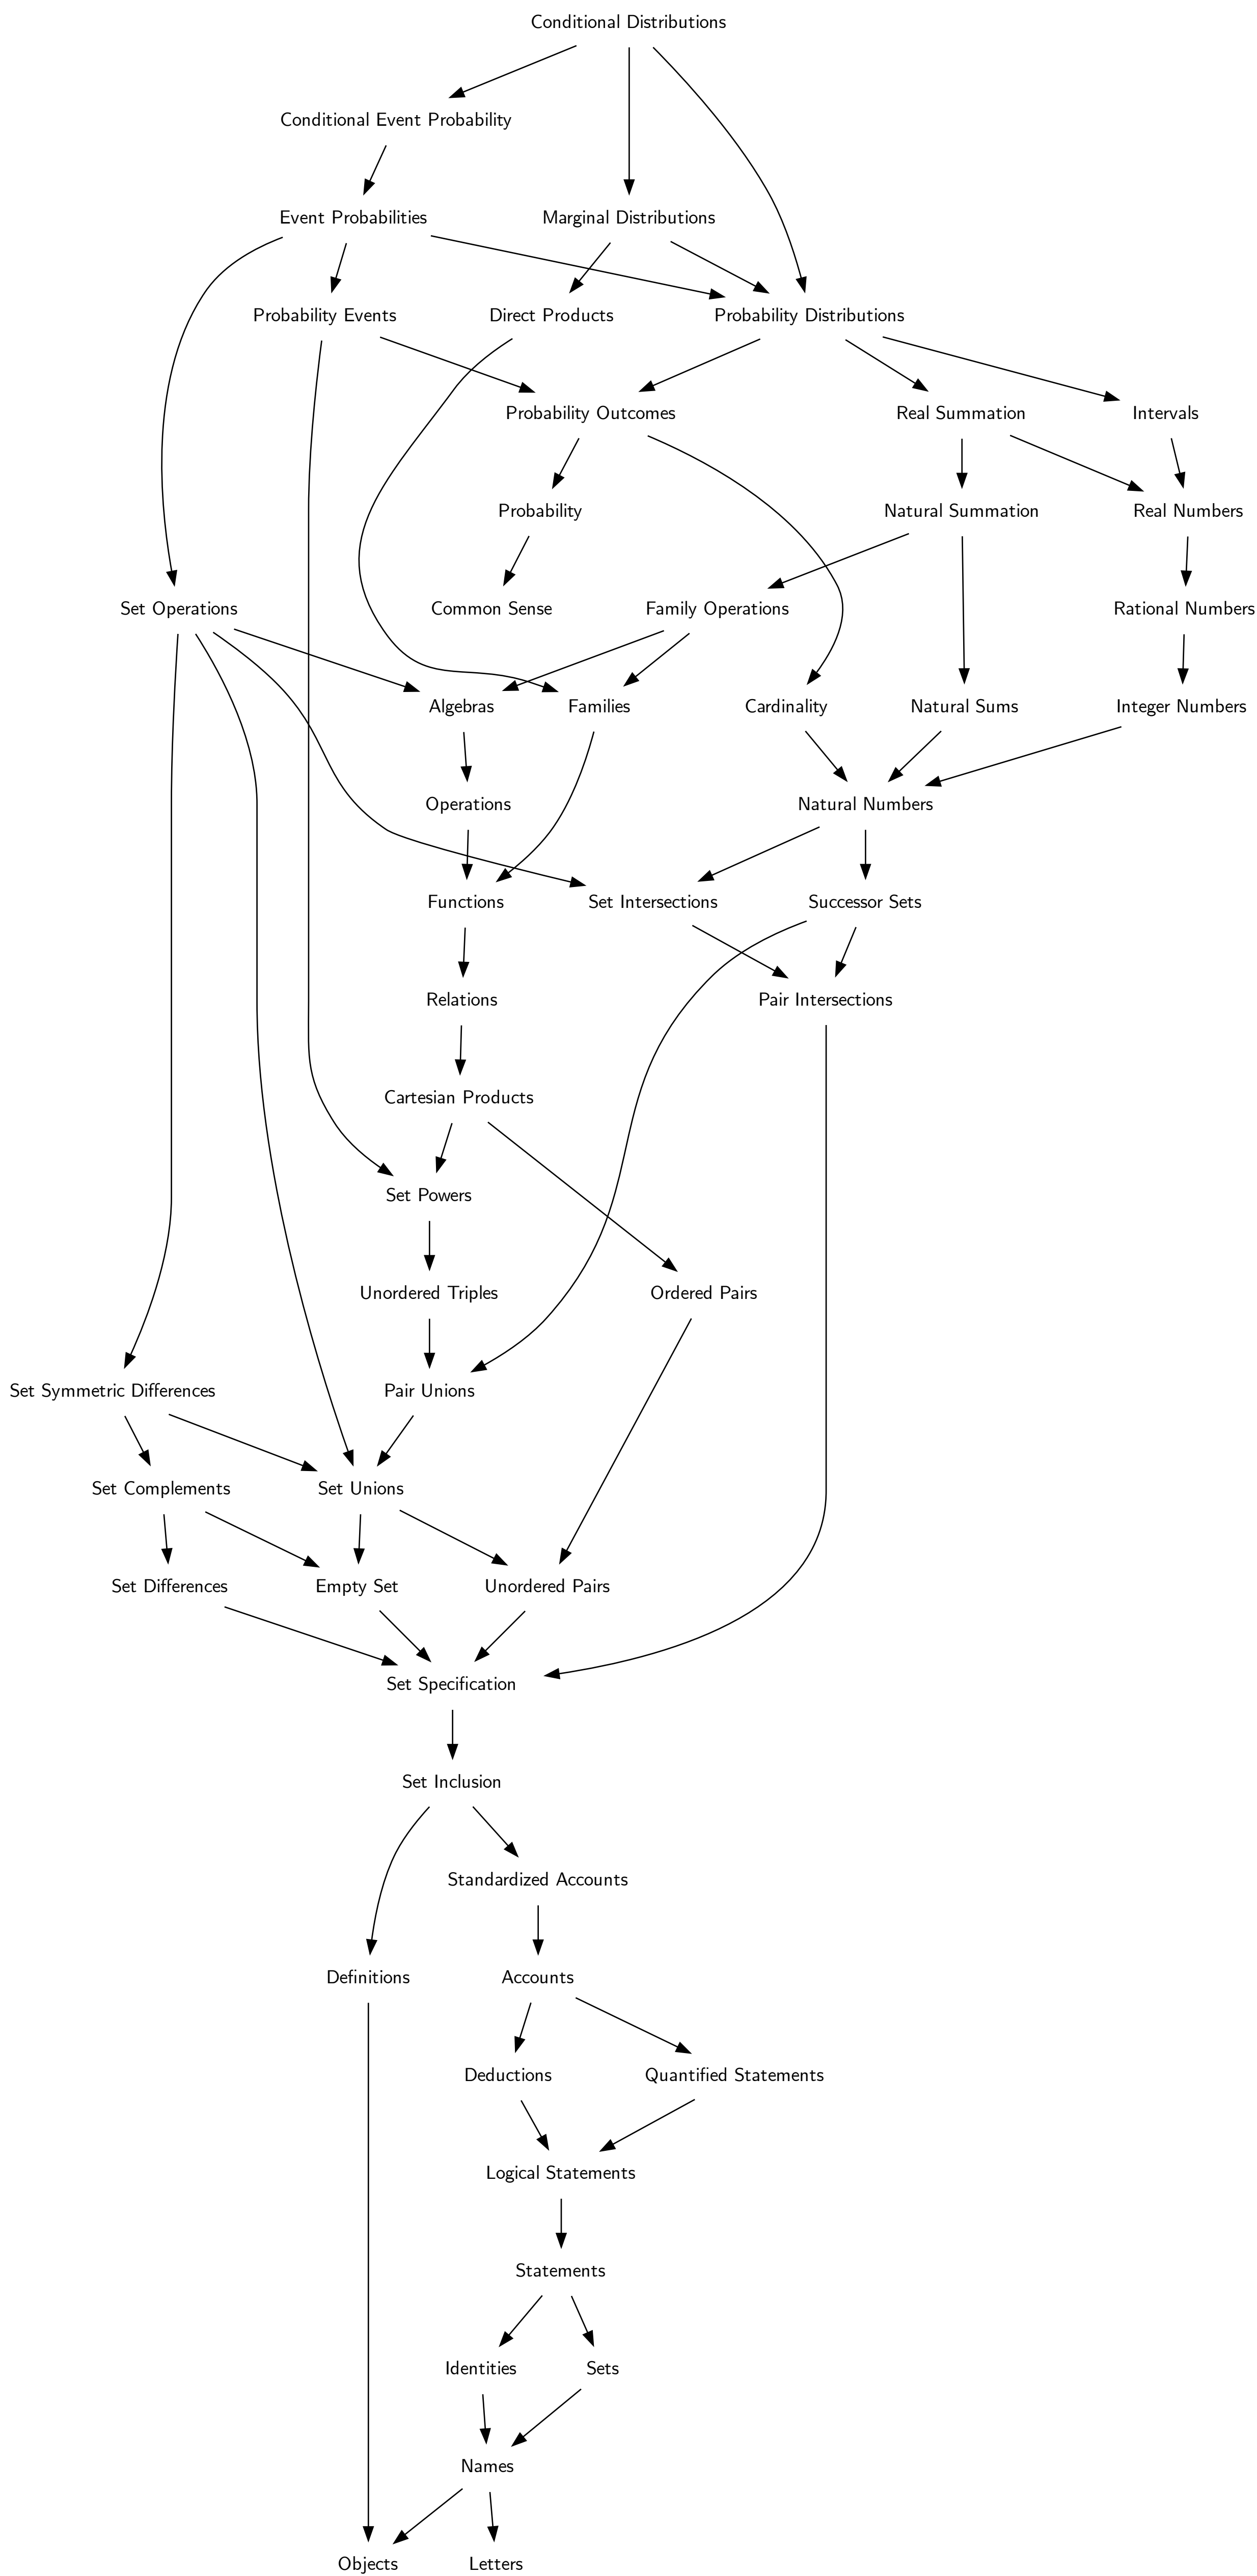 Conditional Distributions
Conditional Event Probability
Event Probabilities
Marginal Distributions
Probability Events
Direct Products
Probability Distributions
Probability Outcomes
Real Summation
Intervals
Probability
Natural Summation
Real Numbers
Set Operations
Common Sense
Family Operations
Rational Numbers
Algebras
Families
Cardinality
Natural Sums
Integer Numbers
Operations
Natural Numbers
Functions
Set Intersections
Successor Sets
Relations
Pair Intersections
Cartesian Products
Set Powers
Unordered Triples
Ordered Pairs
Set Symmetric Differences
Pair Unions
Set Complements
Set Unions
Set Differences
Empty Set
Unordered Pairs
Set Specification
Set Inclusion
Standardized Accounts
Definitions
Accounts
Deductions
Quantified Statements
Logical Statements
Statements
Identities
Sets
Names
Objects
Letters